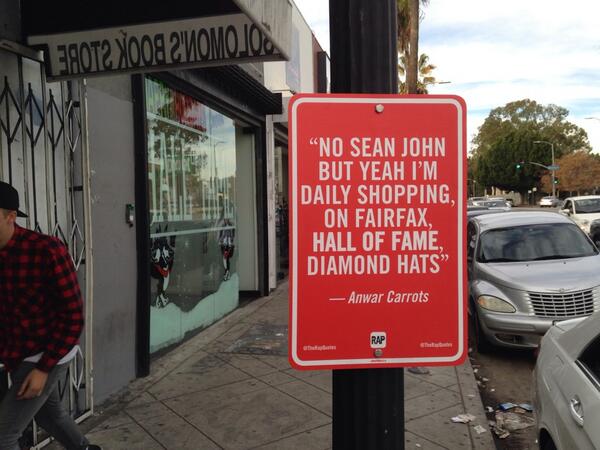 SOLOMON'S BOOK STORE
“NO SEAN JOHN
BUT YEAH I’M
DAILY SHOPPING,
ON FAIRFAX,
HALL OF FAME,
DIAMOND HATS”
— Anwar Carrots
RAP
@TheRapQuotes
@TheRapQuotes